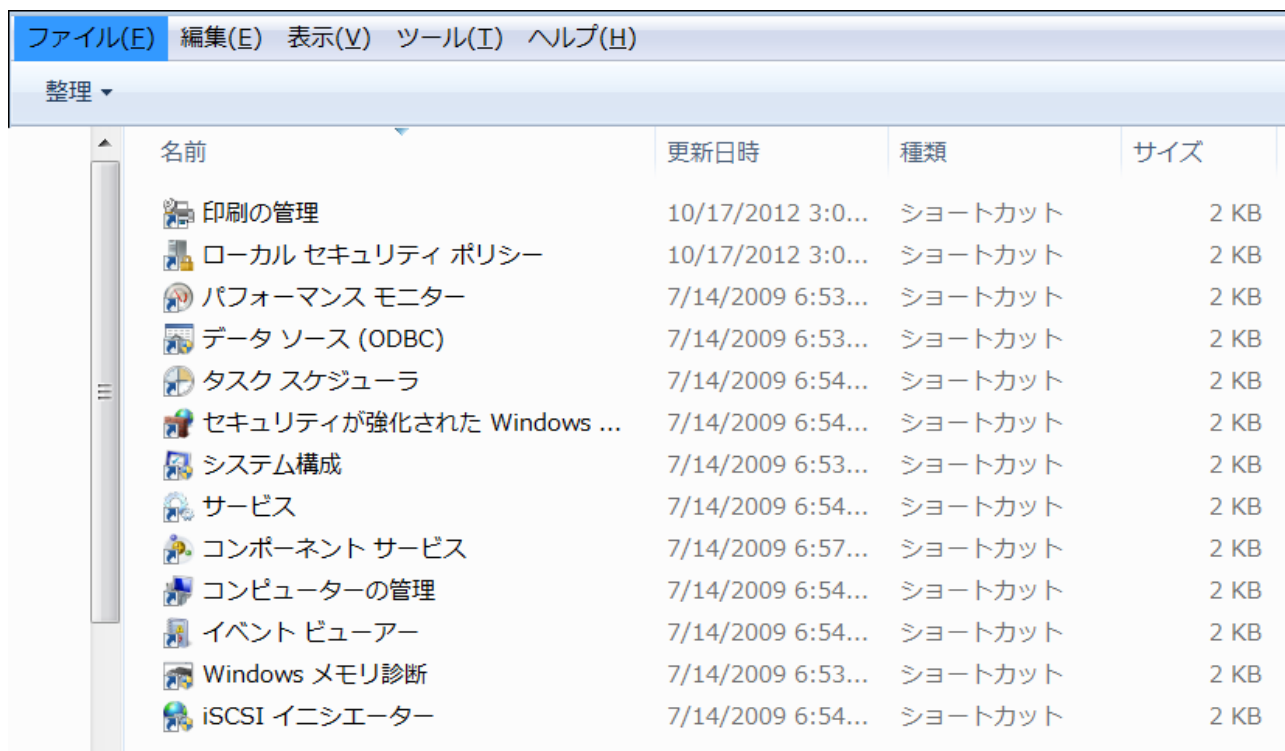 ファイル(F) 編集(E) 表示(V) ツール(T) ヘルプ(H)
整理
名前 更新日時 種類 サイズ
印刷の管理 10/17/2012 3:0... ショートカット 2 KB
ローカル セキュリティ ポリシー 10/17/2012 3:0... ショートカット 2 KB
パフォーマンス モニター 7/14/2009 6:53... ショートカット 2 KB
データ ソース (ODBC) 7/14/2009 6:53... ショートカット 2 KB
タスク スケジューラ 7/14/2009 6:54... ショートカット 2 KB
セキュリティが強化された Windows ... 7/14/2009 6:54... ショートカット 2 KB
システム構成 7/14/2009 6:53... ショートカット 2 KB
サービス 7/14/2009 6:54... ショートカット 2 KB
コンポーネント サービス 7/14/2009 6:57... ショートカット 2 KB
コンピューターの管理 7/14/2009 6:54... ショートカット 2 KB
イベント ビューアー 7/14/2009 6:54... ショートカット 2 KB
Windows メモリ診断 7/14/2009 6:53... ショートカット 2 KB
iSCSI イニシエーター 7/14/2009 6:54... ショートカット 2 KB